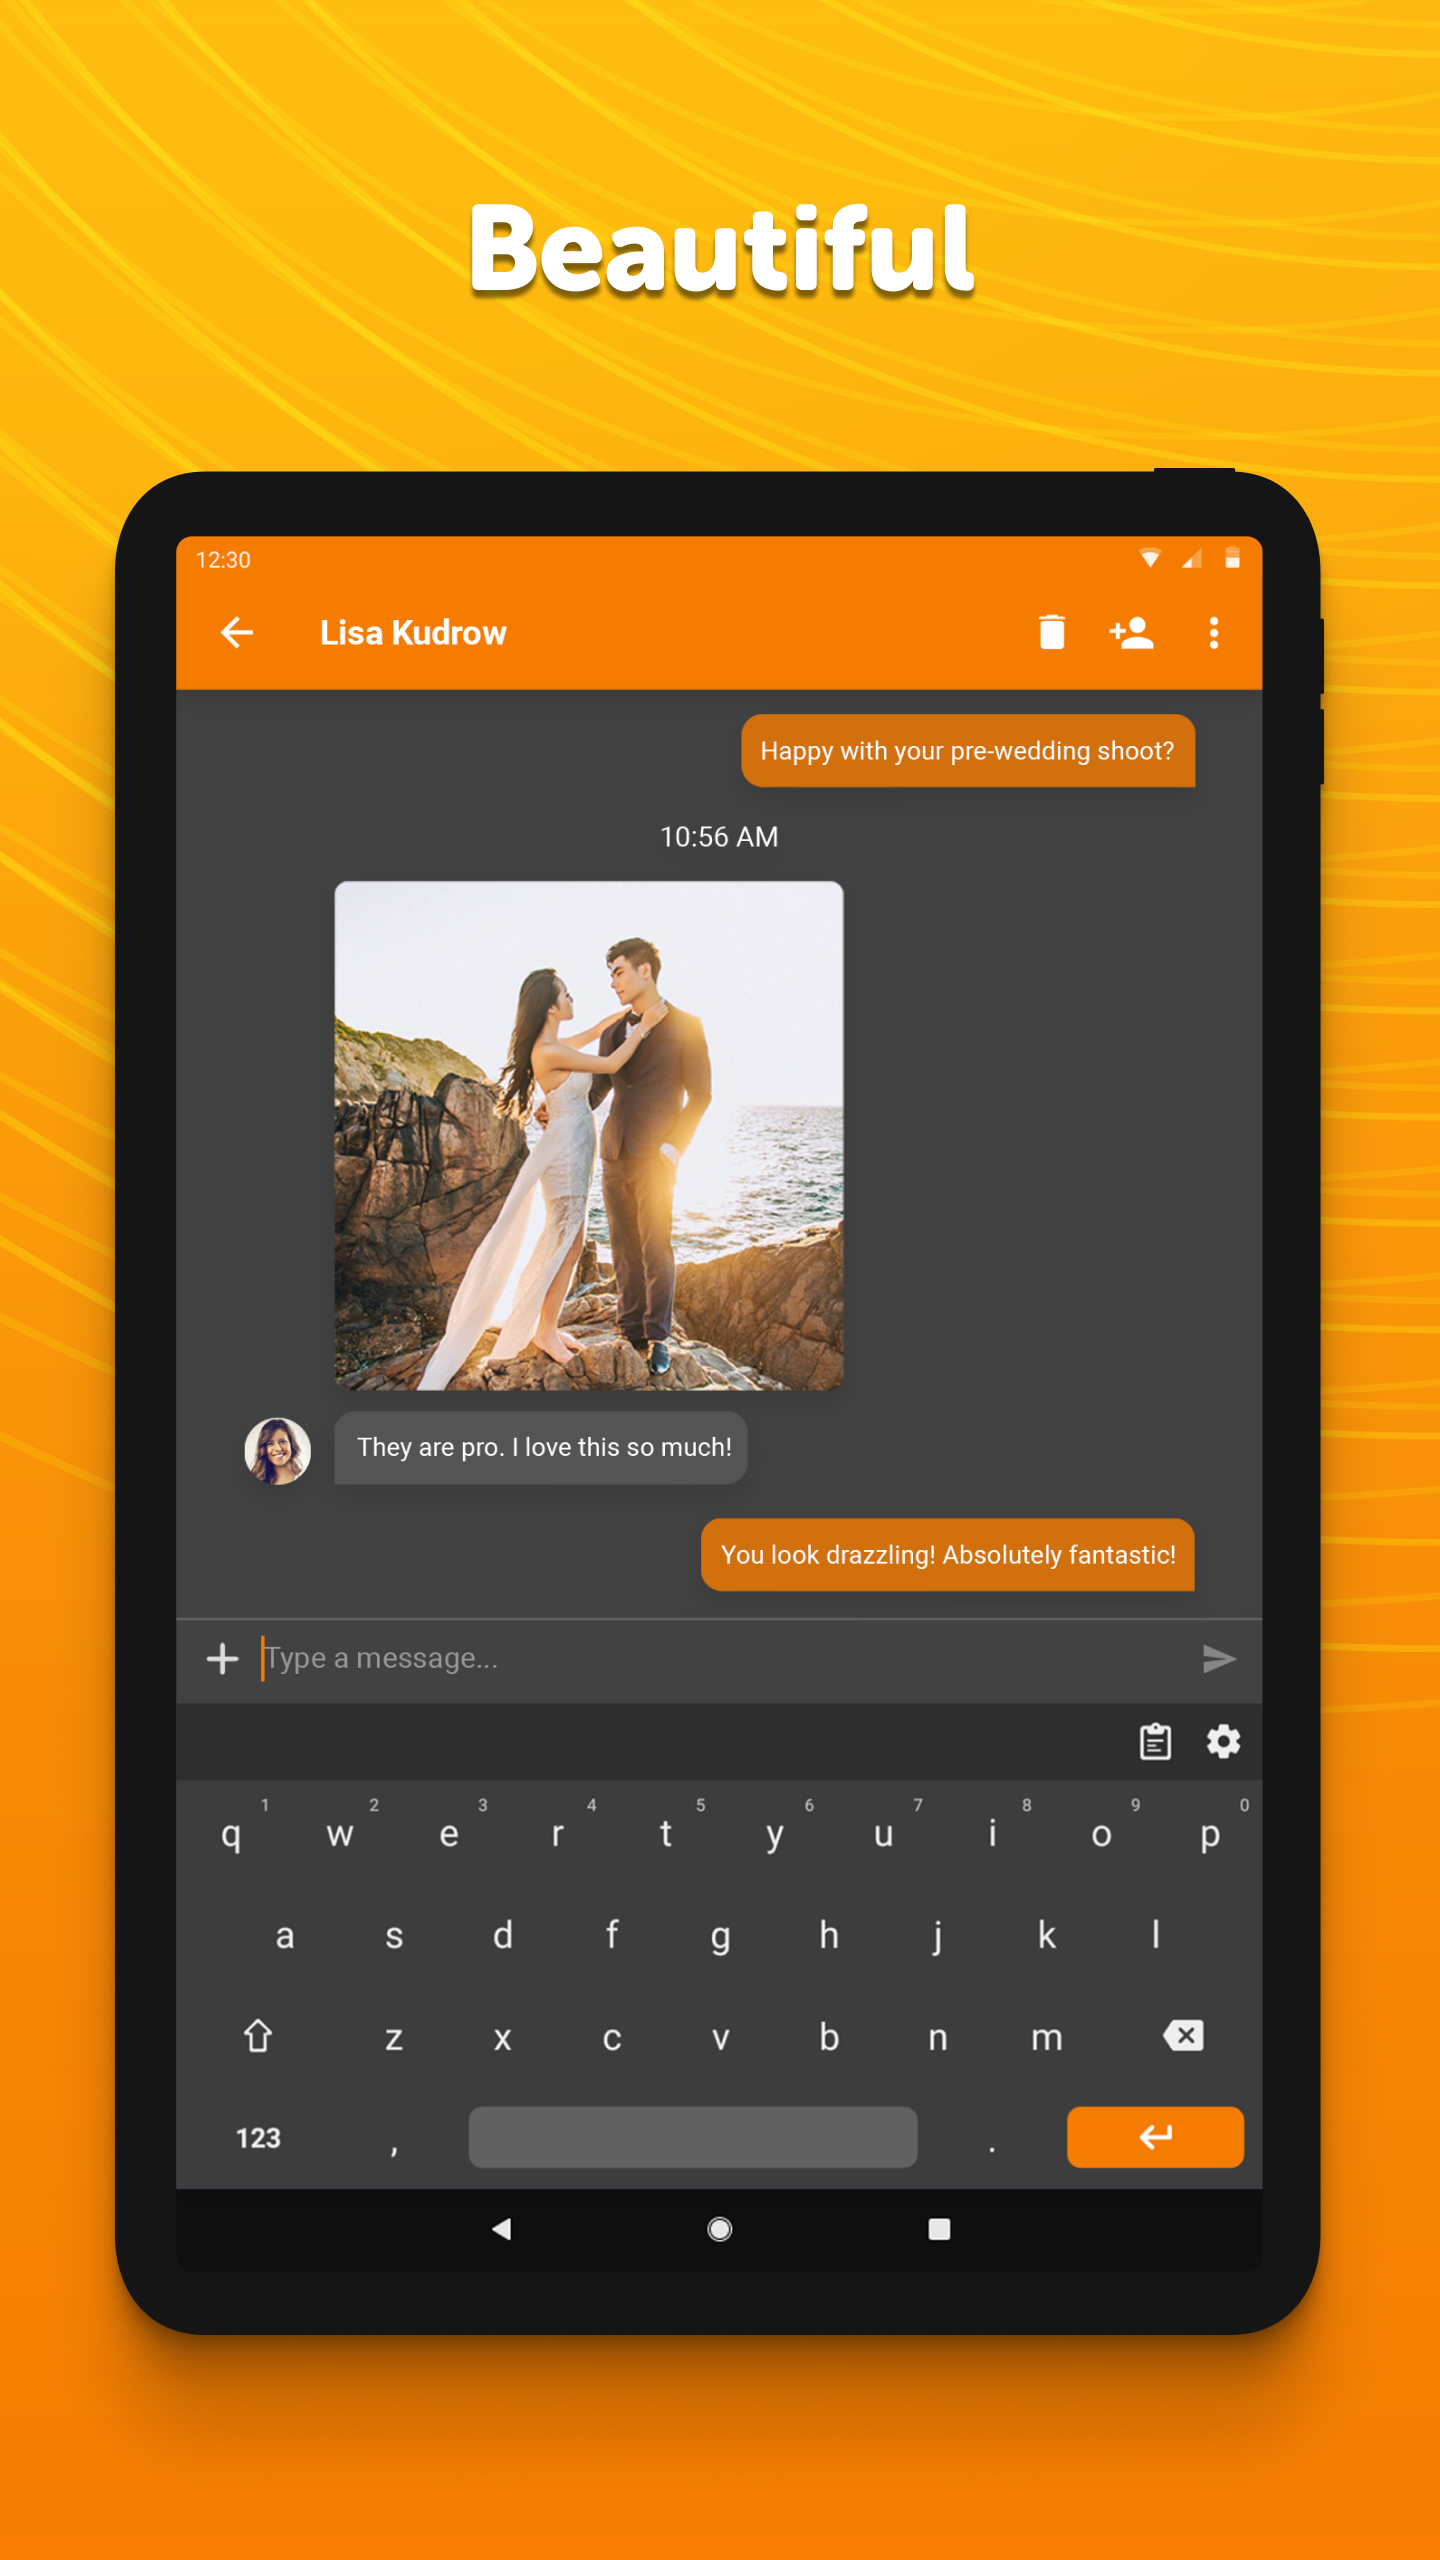 Beautiful
12:30
Lisa Kudrow
Happy with your pre-wedding shoot?
10:56 AM
They are pro. I love this so much!
You look drazzling! Absolutely fantastic!
Type a message...
1 2 3 4 5 6 7 8 9 0
q w e r t y u i o p
a s d f g h j k l
z x c v b n m
123 , .